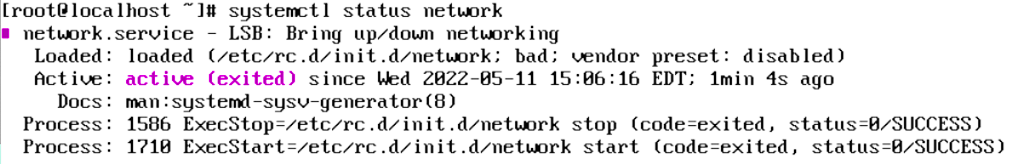 [root@localhost ~]# systemctl status network
■ network.service - LSB: Bring up/down networking
Loaded: loaded (/etc/rc.d/init.d/network; bad; vendor preset: disabled)
Active: active (exited) since Wed 2022-05-11 15:06:16 EDT; 1min 4s ago
Docs: man:systemd-sysv-generator(8)
Process: 1586 ExecStop=/etc/rc.d/init.d/network stop (code=exited, status=0/SUCCESS)
Process: 1710 ExecStart=/etc/rc.d/init.d/network start (code=exited, status=0/SUCCESS)